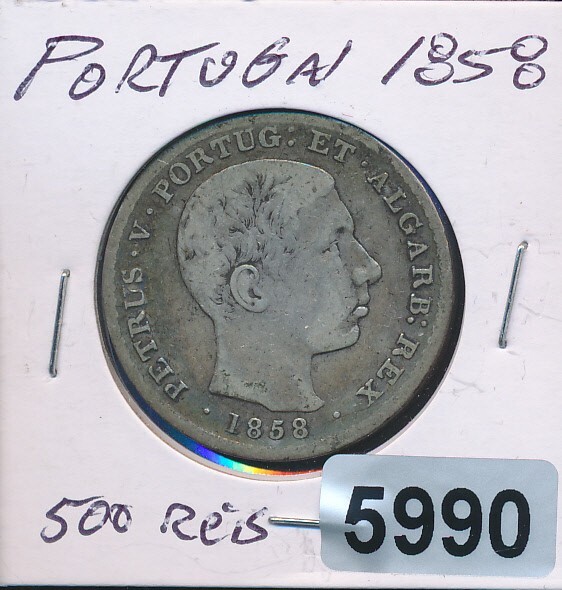 PORTUGAL 1858
PETRUS · V · PORTUG: ET · ALGARB: REX
· 1858 ·
500 REIS
5990